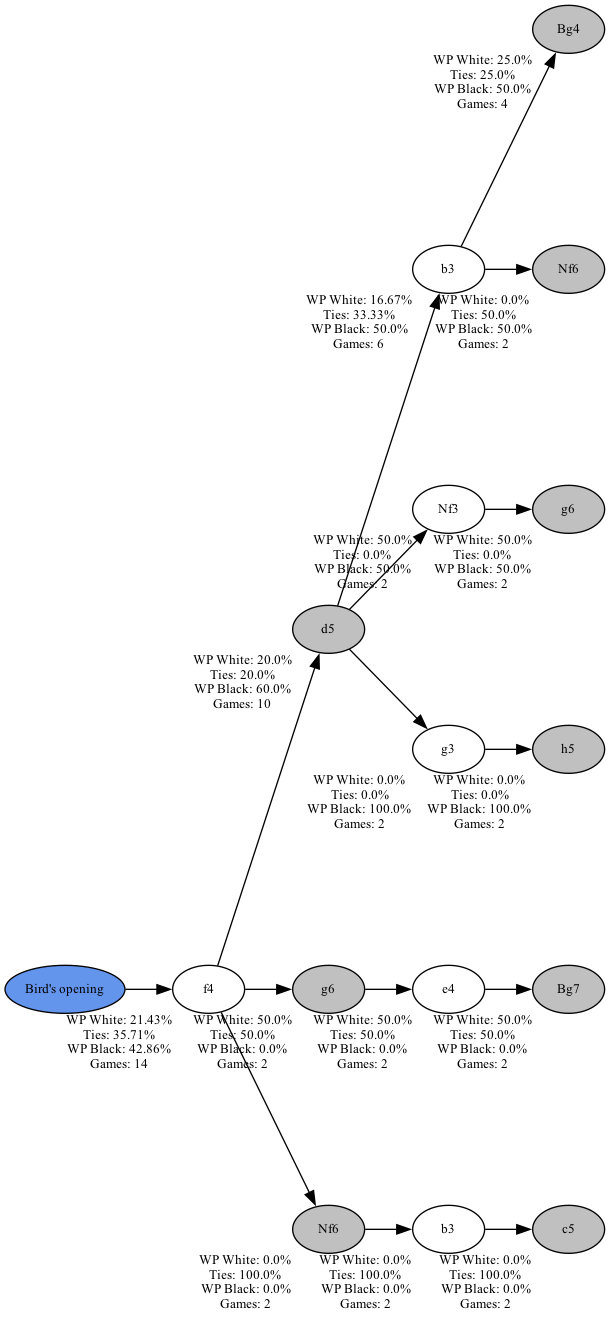 Bg4
WP White: 25.0%
Ties: 25.0%
WP Black: 50.0%
Games: 4
b3
Nf6
WP White: 16.67%
Ties: 33.33%
WP Black: 50.0%
Games: 6
WP White: 0.0%
Ties: 50.0%
WP Black: 50.0%
Games: 2
Nf3
g6
WP White: 50.0%
Ties: 0.0%
WP Black: 50.0%
Games: 2
WP White: 50.0%
Ties: 0.0%
WP Black: 50.0%
Games: 2
d5
WP White: 20.0%
Ties: 20.0%
WP Black: 60.0%
Games: 10
g3
h5
WP White: 0.0%
Ties: 0.0%
WP Black: 100.0%
Games: 2
WP White: 0.0%
Ties: 0.0%
WP Black: 100.0%
Games: 2
Bird's opening
f4
g6
e4
Bg7
WP White: 21.43%
Ties: 35.71%
WP Black: 42.86%
Games: 14
WP White: 50.0%
Ties: 50.0%
WP Black: 0.0%
Games: 2
WP White: 50.0%
Ties: 50.0%
WP Black: 0.0%
Games: 2
WP White: 50.0%
Ties: 50.0%
WP Black: 0.0%
Games: 2
Nf6
b3
c5
WP White: 0.0%
Ties: 100.0%
WP Black: 0.0%
Games: 2
WP White: 0.0%
Ties: 100.0%
WP Black: 0.0%
Games: 2
WP White: 0.0%
Ties: 100.0%
WP Black: 0.0%
Games: 2